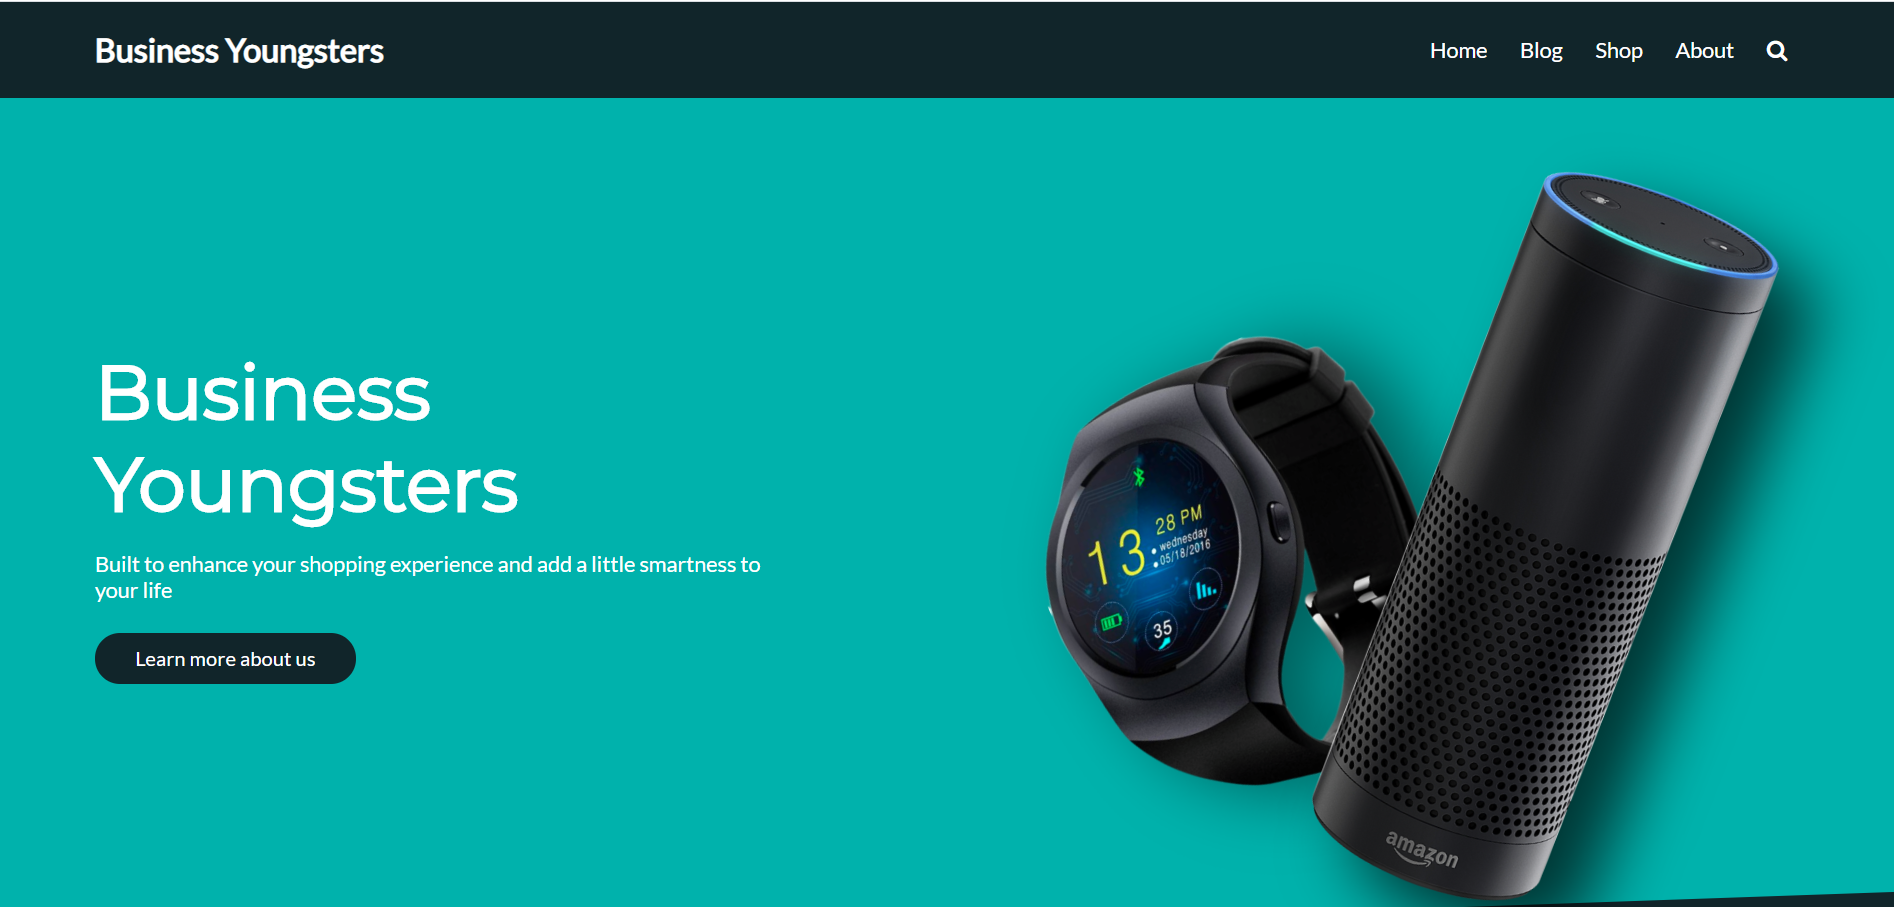 Business Youngsters
Home Blog Shop About
Business
Youngsters
Built to enhance your shopping experience and add a little smartness to
your life
Learn more about us
13
28 PM
wednesday
05/18/2016
35
amazon